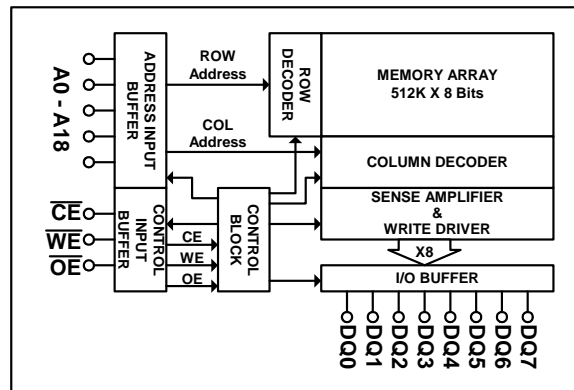 A0 - A18
ADDRESS INPUT
BUFFER
ROW
Address
COL
Address
ROW
DECODER
MEMORY ARRAY
512K X 8 Bits
COLUMN DECODER
SENSE AMPLIFIER
&
WRITE DRIVER
X8
I/O BUFFER
CE
WE
OE
CONTROL
INPUT
BUFFER
CE
WE
OE
CONTROL
BLOCK
DQ0
DQ1
DQ2
DQ3
DQ4
DQ5
DQ6
DQ7